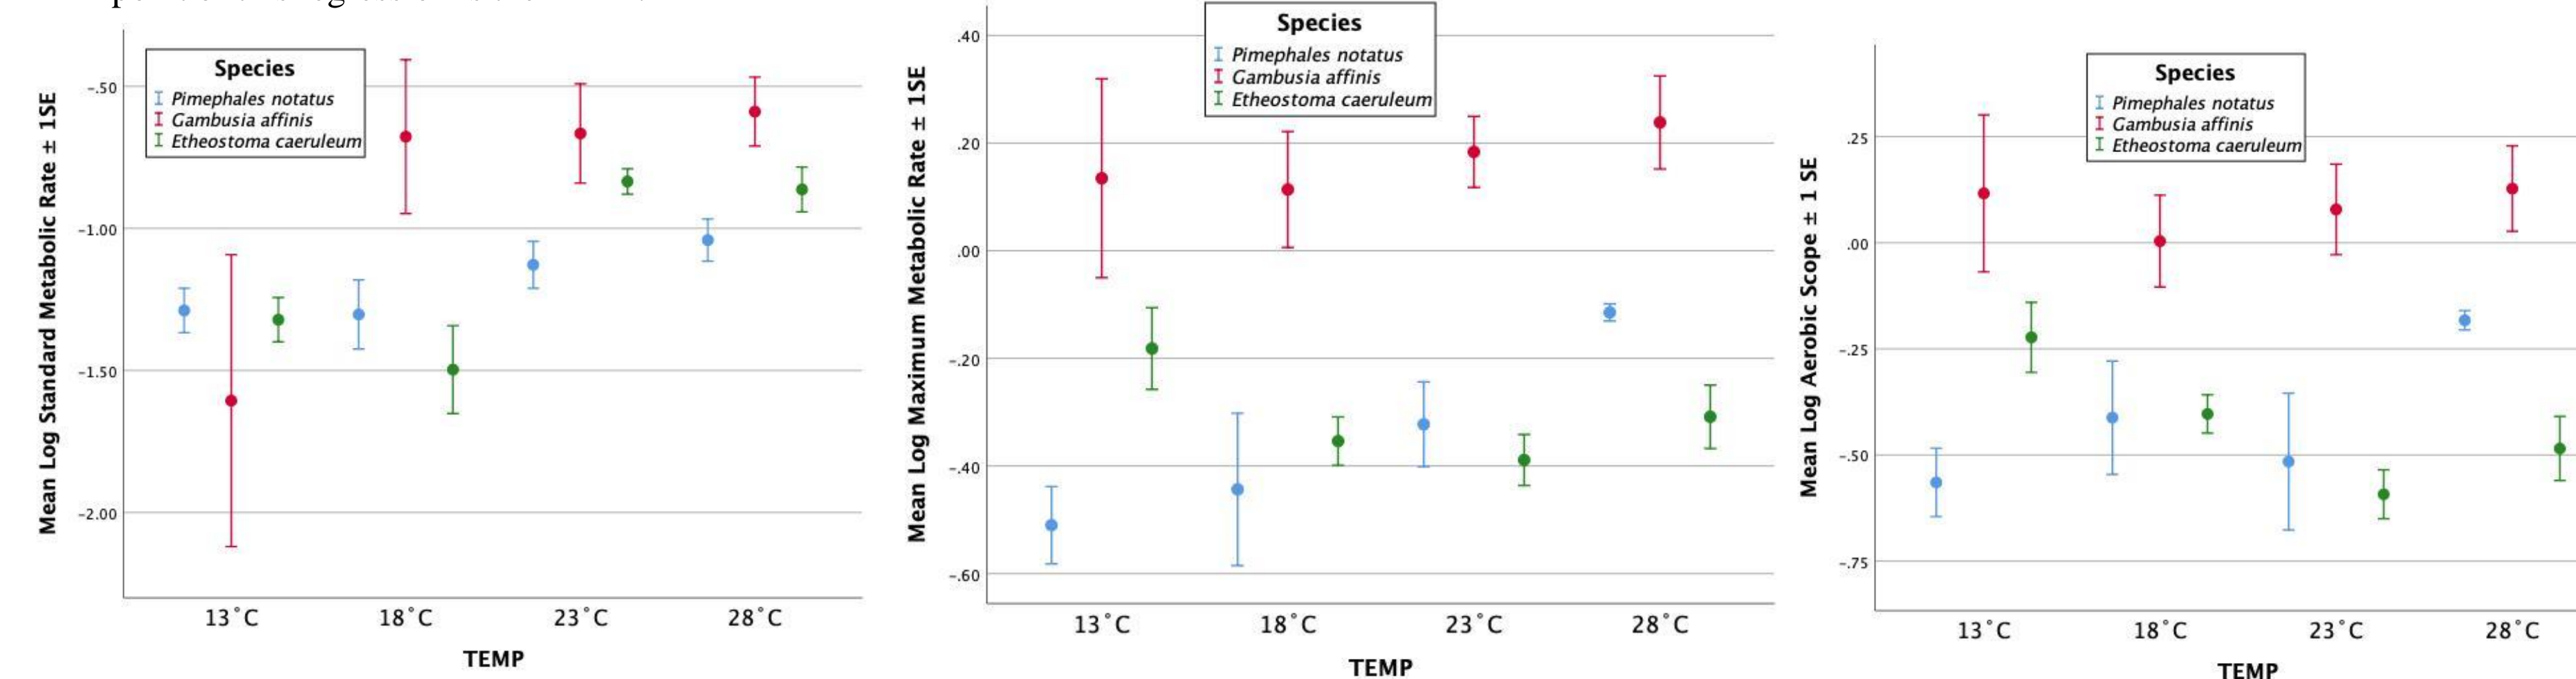 Mean Log Standard Metabolic Rate ± 1SE
Species
Pimephales notatus
Gambusia affinis
Etheostoma caeruleum
-.50
-1.00
-1.50
-2.00
13˚C 18˚C 23˚C 28˚C
TEMP
Mean Log Maximum Metabolic Rate ± 1SE
Species
Pimephales notatus
Gambusia affinis
Etheostoma caeruleum
.40
.20
.00
-.20
-.40
-.60
13˚C 18˚C 23˚C 28˚C
TEMP
Mean Log Aerobic Scope ± 1 SE
Species
Pimephales notatus
Gambusia affinis
Etheostoma caeruleum
.25
.00
-.25
-.50
-.75
13˚C 18˚C 23˚C 28˚C
TEMP